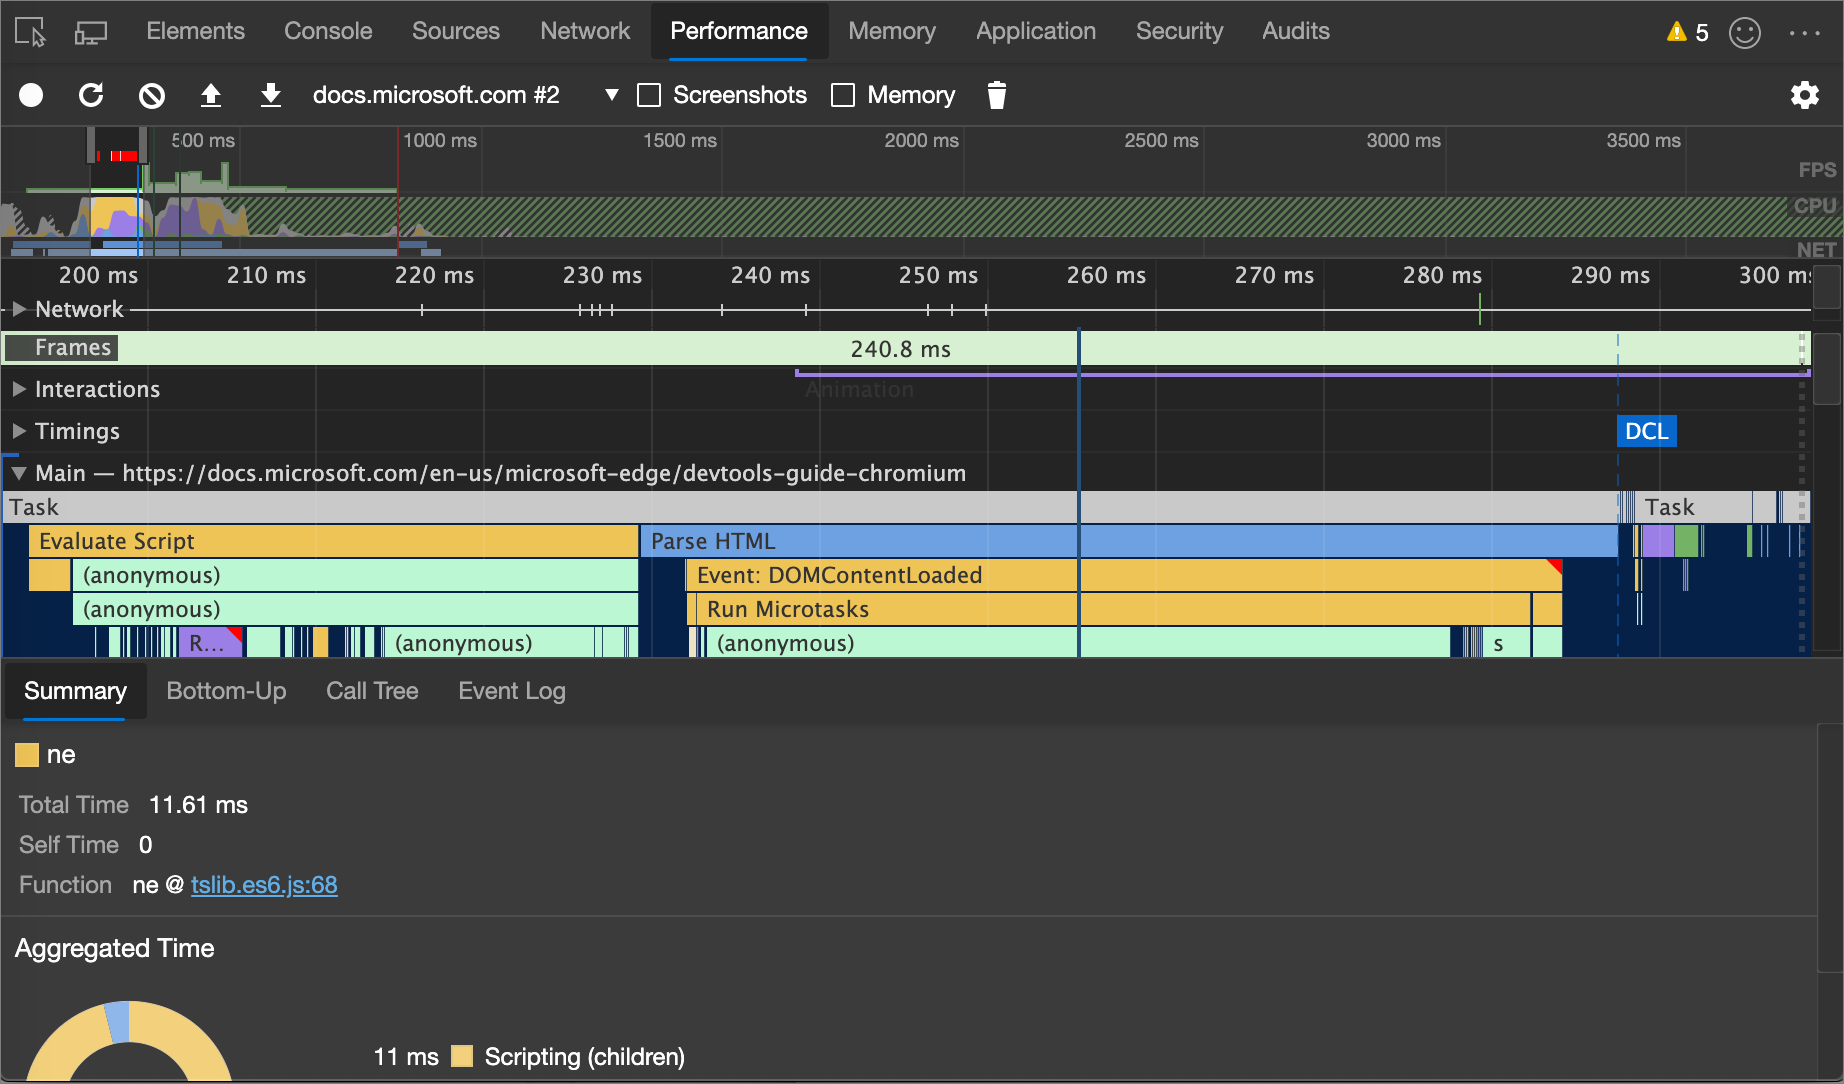 Elements Console Sources Network Performance Memory Application Security Audits 5
docs.microsoft.com #2 Screenshots Memory
500 ms 1000 ms 1500 ms 2000 ms 2500 ms 3000 ms 3500 ms
FPS
CPU
NET
200 ms 210 ms 220 ms 230 ms 240 ms 250 ms 260 ms 270 ms 280 ms 290 ms 300 ms
Network
Frames 240.8 ms
Interactions Animation
Timings DCL
Main — https://docs.microsoft.com/en-us/microsoft-edge/devtools-guide-chromium
Task Task
Evaluate Script Parse HTML
(anonymous) Event: DOMContentLoaded
(anonymous) Run Microtasks
R... (anonymous) (anonymous) s
Summary Bottom-Up Call Tree Event Log
ne
Total Time 11.61 ms
Self Time 0
Function ne @ tslib.es6.js:68
Aggregated Time
11 ms Scripting (children)